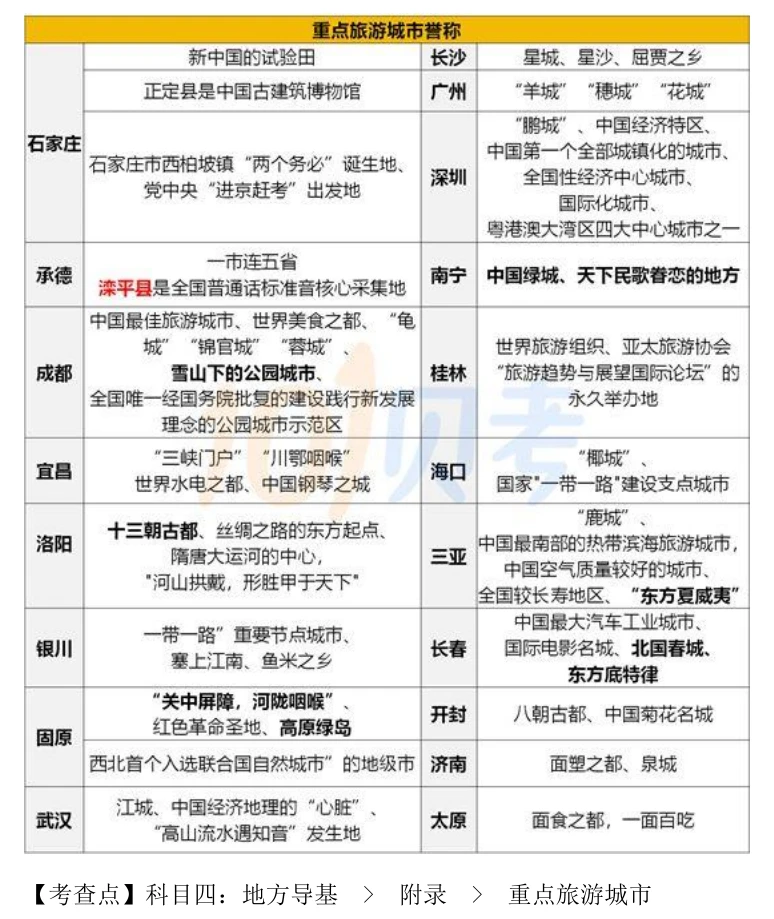 重点旅游城市誉称
石家庄
新中国的试验田
正定县是中国古建筑博物馆
石家庄市西柏坡镇“两个务必”诞生地、
党中央“进京赶考”出发地
长沙
星城、星沙、屈贾之乡
广州
“羊城” “穗城” “花城”
深圳
“鹏城”、中国经济特区、
中国第一个全部城镇化的城市、
全国性经济中心城市、
国际化城市、
粤港澳大湾区四大中心城市之一
承德
一市连五省
滦平县是全国普通话标准音核心采集地
南宁
中国绿城、天下民歌眷恋的地方
成都
中国最佳旅游城市、世界美食之都、“龟
城” “锦官城” “蓉城”、
雪山下的公园城市、
全国唯一经国务院批复的建设践行新发展
理念的公园城市示范区
桂林
世界旅游组织、亚太旅游协会
“旅游趋势与展望国际论坛”的
永久举办地
宜昌
“三峡门户” “川鄂咽喉”
世界水电之都、中国钢琴之城
海口
“椰城”、
国家"一带一路"建设支点城市
洛阳
十三朝古都、丝绸之路的东方起点、
隋唐大运河的中心，
"河山拱戴，形胜甲于天下"
三亚
“鹿城”、
中国最南部的热带滨海旅游城市，
中国空气质量较好的城市、
全国较长寿地区、“东方夏威夷”
银川
一带一路”重要节点城市、
塞上江南、鱼米之乡
长春
中国最大汽车工业城市、
国际电影名城、北国春城、
东方底特律
固原
“关中屏障，河陇咽喉”、
红色革命圣地、高原绿岛
西北首个入选联合国自然城市”的地级市
开封
八朝古都、中国菊花名城
济南
面塑之都、泉城
武汉
江城、中国经济地理的“心脏”、
“高山流水遇知音”发生地
太原
面食之都，一面百吃
101贝考
【考查点】科目四：地方导基 > 附录 > 重点旅游城市